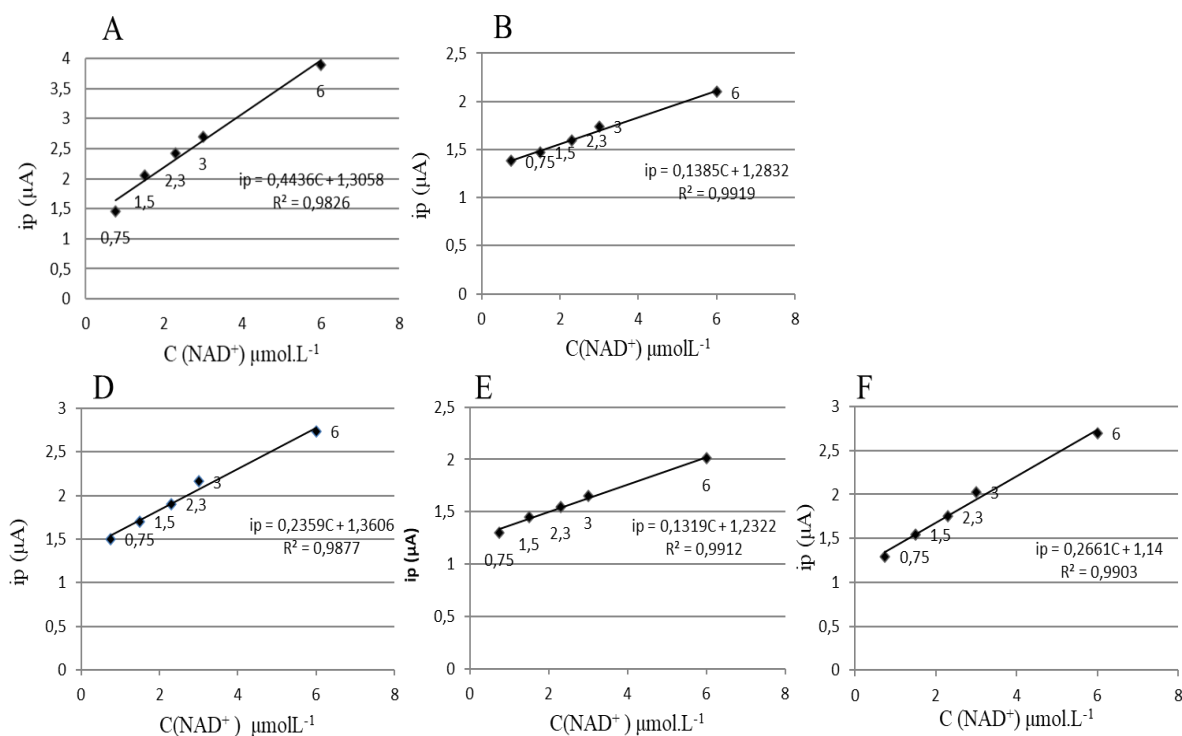 A
4
3,5
3
2,5
2
1,5
1
0,5
0
0 2 4 6 8
0,75
1,5
2,3
3
6
ip = 0,4436C + 1,3058
R² = 0,9826
ip (µA)
C (NAD⁺) µmol.L⁻¹
B
2,5
2
1,5
1
0,5
0
0 2 4 6 8
0,75
1,5
2,3
3
6
ip = 0,1385C + 1,2832
R² = 0,9919
ip (µA)
C(NAD⁺) µmolL⁻¹
D
3
2,5
2
1,5
1
0,5
0
0 2 4 6 8
0,75
1,5
2,3
3
6
ip = 0,2359C + 1,3606
R² = 0,9877
ip (µA)
C(NAD⁺ ) µmolL⁻¹
E
2,5
2
1,5
1
0,5
0
0 2 4 6 8
0,75
1,5
2,3
3
6
ip = 0,1319C + 1,2322
R² = 0,9912
ip (µA)
C(NAD⁺ ) µmolL⁻¹
F
3
2,5
2
1,5
1
0,5
0
0 2 4 6 8
0,75
1,5
2,3
3
6
ip = 0,2661C + 1,14
R² = 0,9903
ip (µA)
C (NAD⁺) µmol.L⁻¹